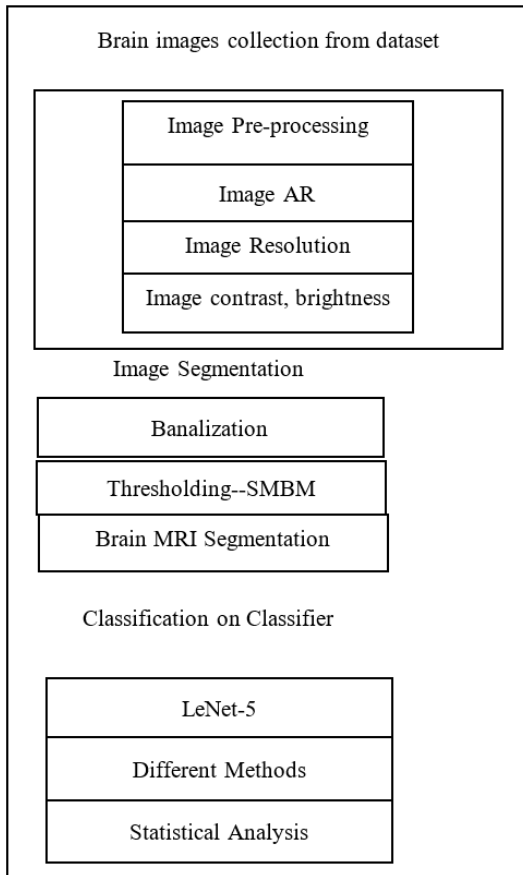 Brain images collection from dataset
Image Pre-processing
Image AR
Image Resolution
Image contrast, brightness
Image Segmentation
Banalization
Thresholding--SMBM
Brain MRI Segmentation
Classification on Classifier
LeNet-5
Different Methods
Statistical Analysis